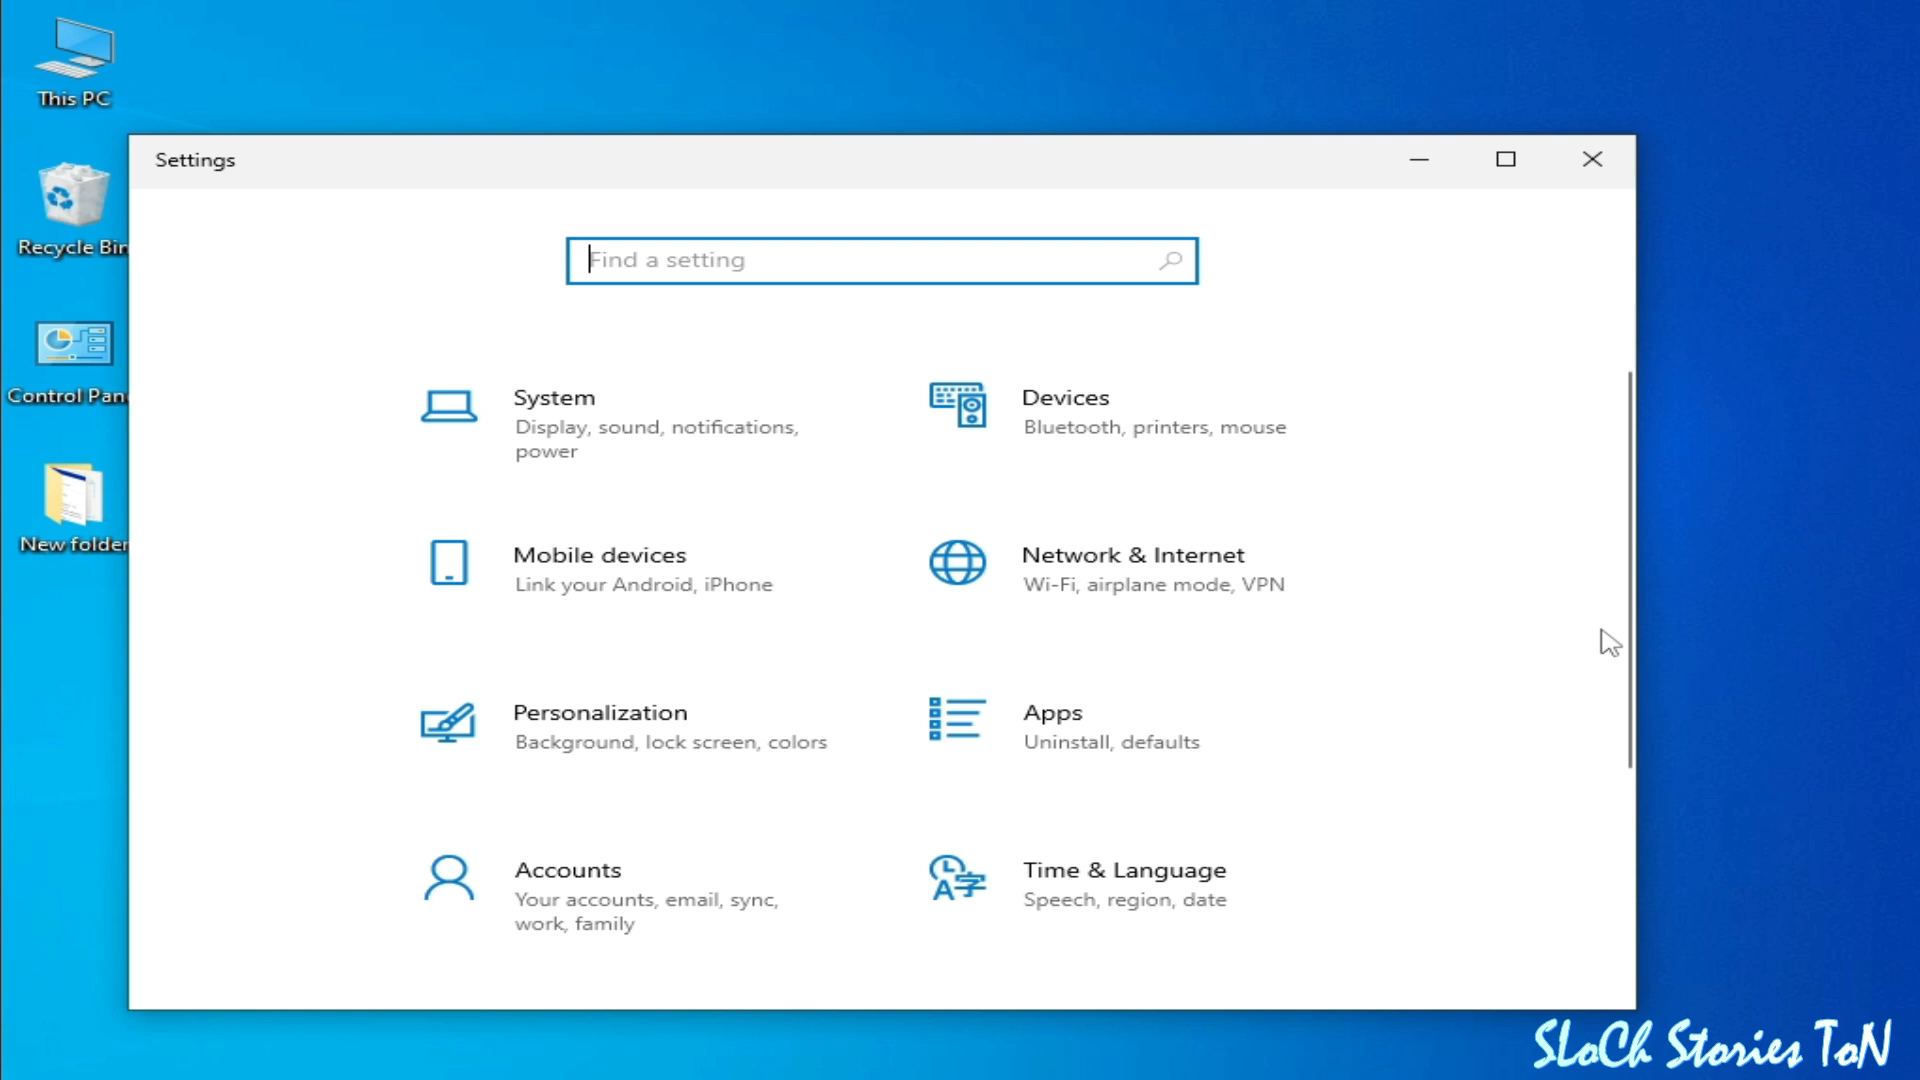 This PC
Recycle Bin
Control Pan
New folder
Settings
Find a setting
System
Display, sound, notifications,
power
Devices
Bluetooth, printers, mouse
Mobile devices
Link your Android, iPhone
Network & Internet
Wi-Fi, airplane mode, VPN
Personalization
Background, lock screen, colors
Apps
Uninstall, defaults
Accounts
Your accounts, email, sync,
work, family
Time & Language
Speech, region, date
SLoCh Stories ToN